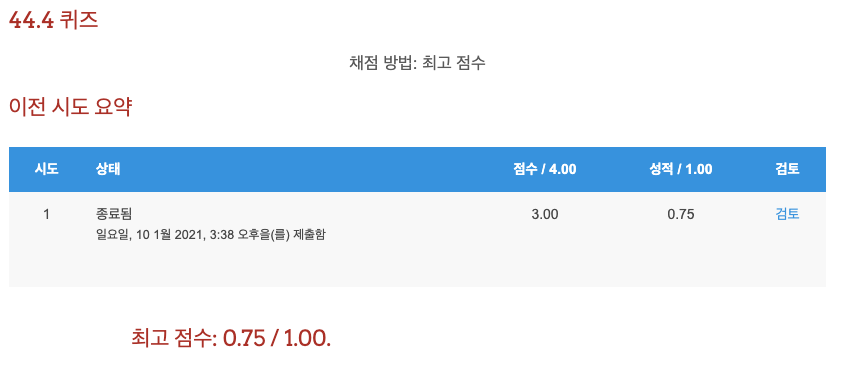 44.4 퀴즈
채점 방법: 최고 점수
이전 시도 요약
시도 상태 점수 / 4.00 성적 / 1.00 검토
1 종료됨 3.00 0.75 검토
일요일, 10 1월 2021, 3:38 오후을(를) 제출함
최고 점수: 0.75 / 1.00.